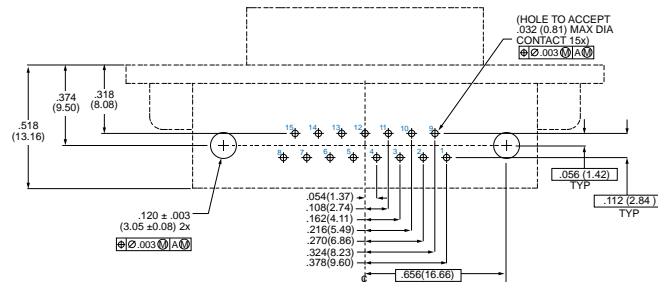 (HOLE TO ACCEPT
.032 (0.81) MAX DIA
CONTACT 15x)
⌖ Ø.003 Ⓜ A Ⓜ
.518
(13.16)
.374
(9.50)
.318
(8.08)
15 14 13 12 11 10 9
8 7 6 5 4 3 2 1
.056 (1.42)
TYP
.112 (2.84 )
TYP
.120 ± .003
(3.05 ±0.08) 2x
⌖ Ø.003 Ⓜ A Ⓜ
.054(1.37)
.108(2.74)
.162(4.11)
.216(5.49)
.270(6.86)
.324(8.23)
.378(9.60)
.656(16.66)
℄